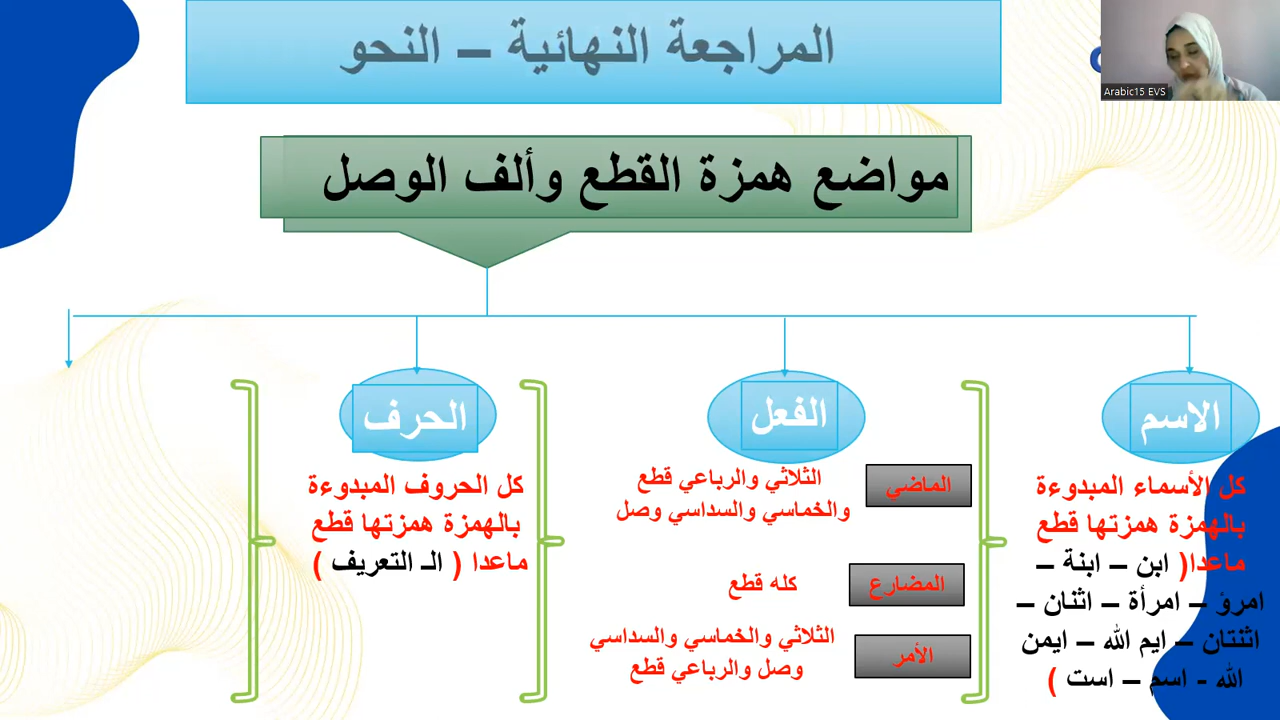 المراجعة النهائية – النحو
Arabic15 EVS
مواضع همزة القطع وألف الوصل
الاسم
كل الأسماء المبدوءة
بالهمزة همزتها قطع
ماعدا( ابن – ابنة –
امرؤ – امرأة – اثنان –
اثنتان – ايم الله – ايمن
الله - اسم – است )
الفعل
الماضي
الثلاثي والرباعي قطع
والخماسي والسداسي وصل
المضارع
كله قطع
الأمر
الثلاثي والخماسي والسداسي
وصل والرباعي قطع
الحرف
كل الحروف المبدوءة
بالهمزة همزتها قطع
ماعدا ( الـ التعريف )